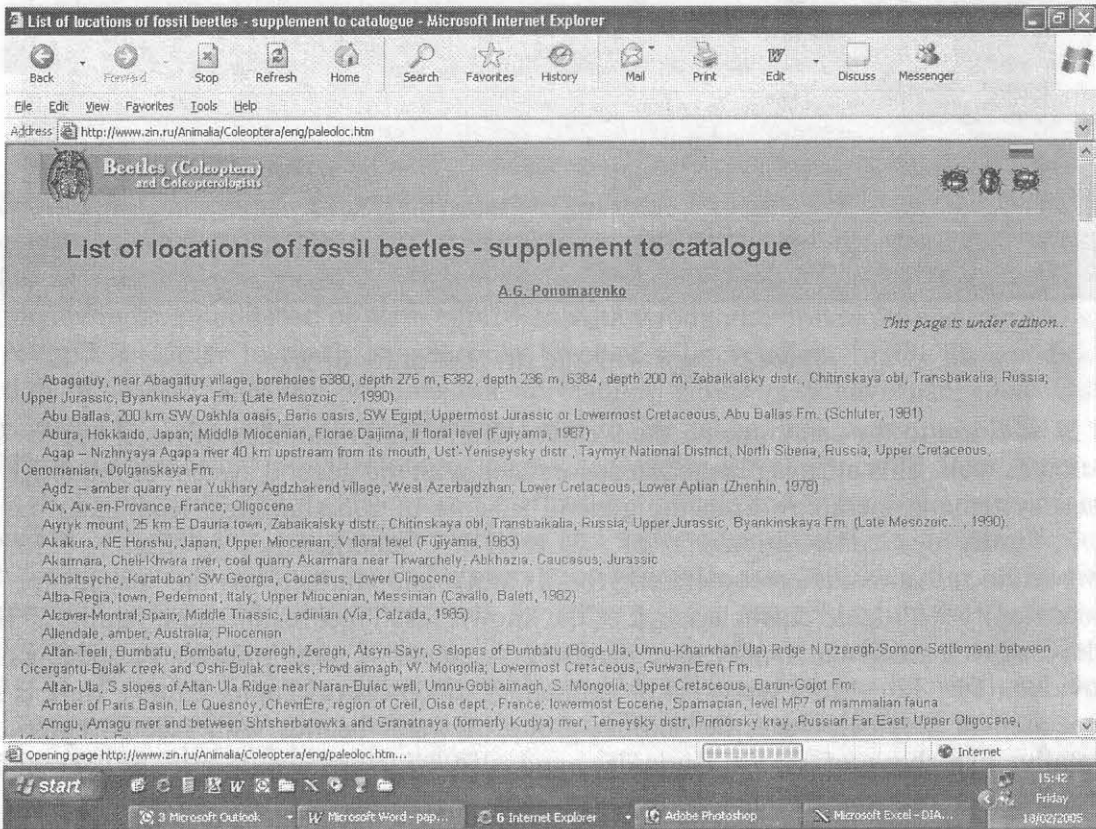 List of locations of fossil beetles - supplement to catalogue - Microsoft Internet Explorer
Back Forward Stop Refresh Home Search Favorites History Mail Print Edit Discuss Messenger
File Edit View Favorites Tools Help
Address http://www.zin.ru/Animalia/Coleoptera/eng/paleoloc.htm
Beetles (Coleoptera)
and Coleopterologists
List of locations of fossil beetles - supplement to catalogue
A.G. Ponomarenko
This page is under edition..
Abagaituy, near Abagaituy village, boreholes 6380, depth 276 m, 6382, depth 236 m, 6384, depth 200 m, Zabaikalsky distr., Chitinskaya obl, Transbaikalia, Russia;
Upper Jurassic, Byankinskaya Fm. (Late Mesozoic..., 1990)
Abu Ballas, 200 km SW Dakhla oasis, Baris oasis, SW Egipt, Uppermost Jurassic or Lowermost Cretaceous, Abu Ballas Fm. (Schluter, 1981)
Abura, Hokkaido, Japan; Middle Miocenian, Florae Daijima, II floral level (Fujiyama, 1987)
Agap – Nizhnyaya Agapa river 40 km upstream from its mouth, Ust'-Yeniseysky distr., Taymyr National District, North Siberia, Russia, Upper Cretaceous,
Cenomanian, Dolganskaya Fm.
Agdz – amber quarry near Yukhary Agdzhakend village, West Azerbajdzhan; Lower Cretaceous, Lower Aptian (Zherihin, 1978)
Aix, Aix-en-Provance, France; Oligocene
Aiyryk mount, 25 km E Dauria town, Zabaikalsky distr., Chitinskaya obl, Transbaikalia, Russia; Upper Jurassic, Byankinskaya Fm. (Late Mesozoic..., 1990).
Akakura, NE Honshu, Japan; Upper Miocenian, V floral level (Fujiyama, 1983)
Akarmara, Cheli-Khvara river, coal quarry Akarmara near Tkwarchely, Abkhazia, Caucasus; Jurassic
Akhaltsyche, Karatuban' SW Georgia, Caucasus; Lower Oligocene
Alba-Regia, town, Pedemont, Italy; Upper Miocenian, Messinian (Cavallo, Balett, 1982)
Alcover-Montral Spain; Middle Triassic, Ladinian (Via, Calzada, 1985)
Allendale, amber, Australia; Pliocenian
Altan-Teeli, Bumbatu, Bombatu, Dzeregh, Zeregh, Atsyn-Sayr, S slopes of Bumbatu (Bogd-Ula, Umnu-Khairkhan-Ula) Ridge N Dzeregh-Somon-Settlement between
Cicergantu-Bulak creek and Oshi-Bulak creeks, Hovd aimagh, W. Mongolia; Lowermost Cretaceous, Gurwan-Eren Fm.
Altan-Ula, S slopes of Altan-Ula Ridge near Naran-Bulac well, Umnu-Gobi aimagh, S. Mongolia; Upper Cretaceous, Barun-Gojot Fm.
Amber of Paris Basin, Le Quesnoy, ChevriÈre, région of Creil, Oise dept., France; lowermost Eocene, Sparnacian, level MP7 of mammalian fauna
Amgu, Amagu river and between Shtsherbatowka and Granatnaya (formerly Kudya) river, Terneysky distr, Primorsky kray, Russian Far East; Upper Oligocene,
Opening page http://www.zin.ru/Animalia/Coleoptera/eng/paleoloc.htm... Internet
start 15:42
Friday
3 Microsoft Outlook Microsoft Word - pap... 6 Internet Explorer Adobe Photoshop Microsoft Excel - DIA... 18/02/2005